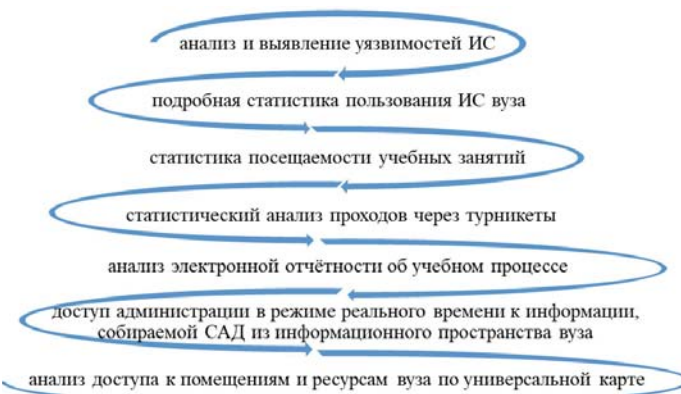 анализ и выявление уязвимостей ИС
подробная статистика пользования ИС вуза
статистика посещаемости учебных занятий
статистический анализ проходов через турникеты
анализ электронной отчётности об учебном процессе
доступ администрации в режиме реального времени к информации,
собираемой САД из информационного пространства вуза
анализ доступа к помещениям и ресурсам вуза по универсальной карте